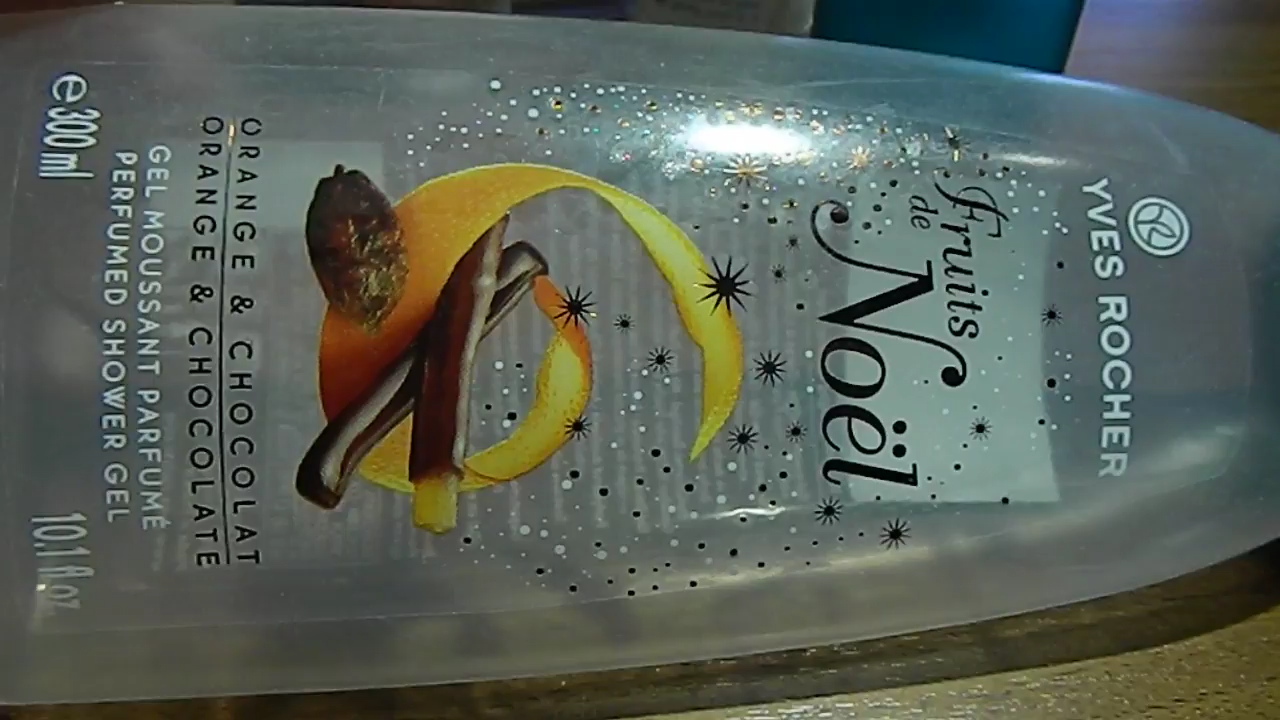 YVES ROCHER
Fruits
de
Noël
ORANGE & CHOCOLAT
ORANGE & CHOCOLATE
GEL MOUSSANT PARFUMÉ
PERFUMED SHOWER GEL
e 300 ml 10.1 fl.oz